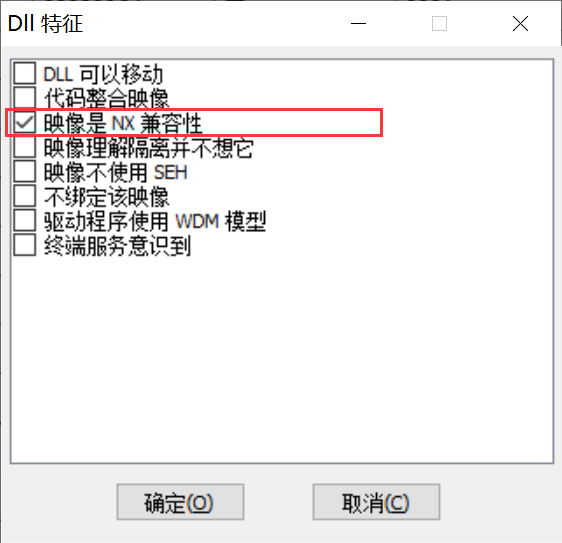 Dll 特征
DLL 可以移动
代码整合映像
映像是 NX 兼容性
映像理解隔离并不想它
映像不使用 SEH
不绑定该映像
驱动程序使用 WDM 模型
终端服务意识到
确定(O)
取消(C)